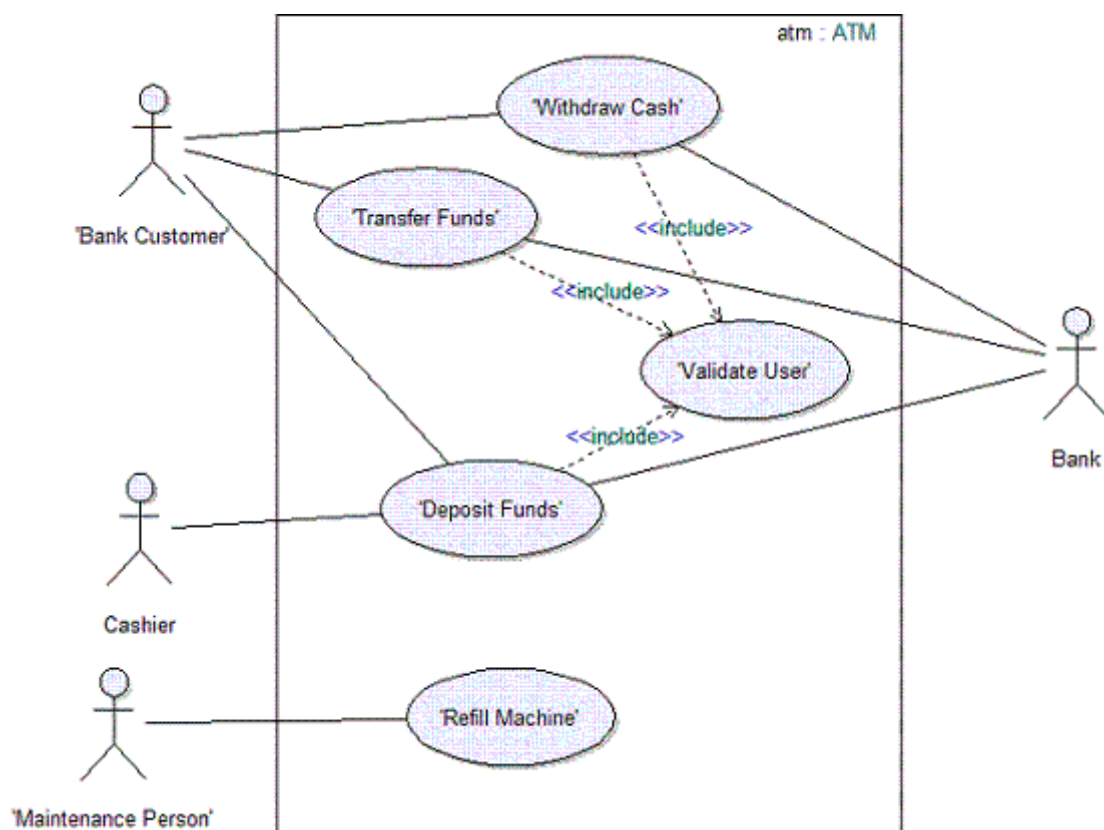 atm : ATM
'Withdraw Cash'
'Transfer Funds'
<<include>>
'Bank Customer'
<<include>>
'Validate User'
<<include>>
Bank
'Deposit Funds'
Cashier
'Refill Machine'
'Maintenance Person'